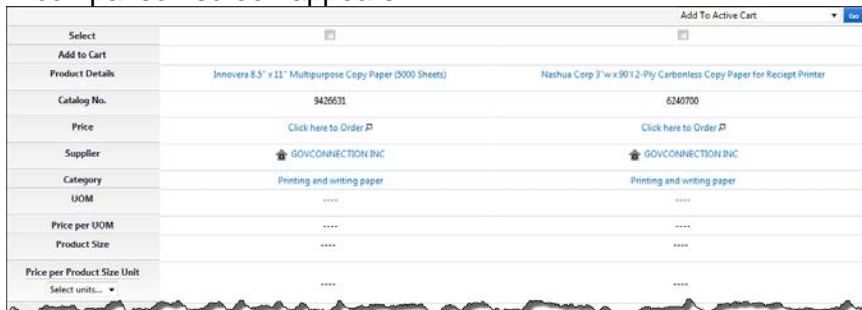 Add To Active Cart Go
Select
Add to Cart
Product Details Innovera 8.5" x 11" Multipurpose Copy Paper (5000 Sheets) Nashua Corp 3"w x 90'l 2-Ply Carbonless Copy Paper for Reciept Printer
Catalog No. 9426631 6240700
Price Click here to Order Click here to Order
Supplier GOVCONNECTION INC GOVCONNECTION INC
Category Printing and writing paper Printing and writing paper
UOM ---- ----
Price per UOM ---- ----
Product Size ---- ----
Price per Product Size Unit ---- ----
Select units...